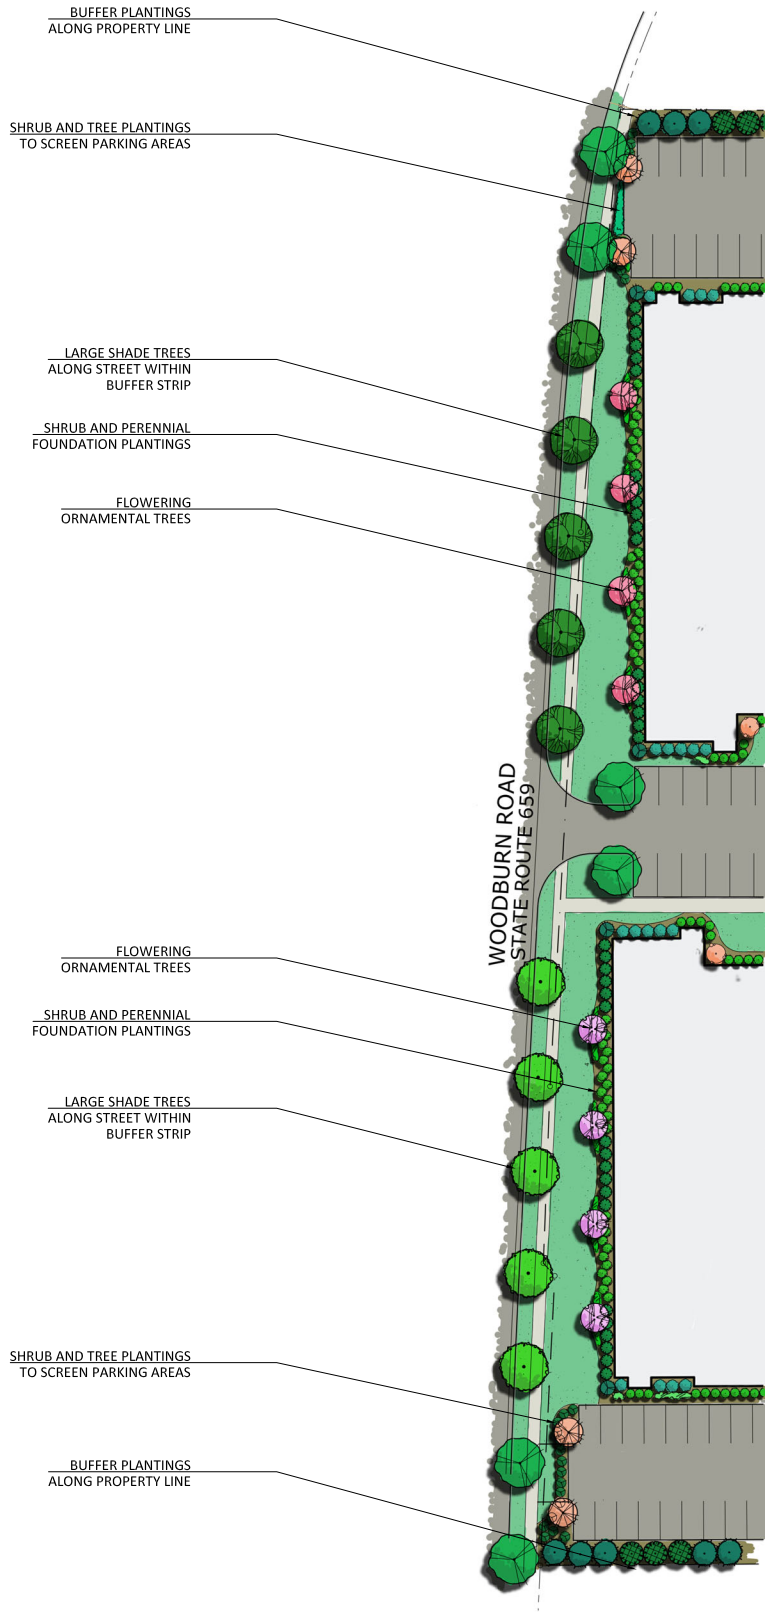 BUFFER PLANTINGS
ALONG PROPERTY LINE
SHRUB AND TREE PLANTINGS
TO SCREEN PARKING AREAS
LARGE SHADE TREES
ALONG STREET WITHIN
BUFFER STRIP
SHRUB AND PERENNIAL
FOUNDATION PLANTINGS
FLOWERING
ORNAMENTAL TREES
WOODBURN ROAD
STATE ROUTE 659
FLOWERING
ORNAMENTAL TREES
SHRUB AND PERENNIAL
FOUNDATION PLANTINGS
LARGE SHADE TREES
ALONG STREET WITHIN
BUFFER STRIP
SHRUB AND TREE PLANTINGS
TO SCREEN PARKING AREAS
BUFFER PLANTINGS
ALONG PROPERTY LINE